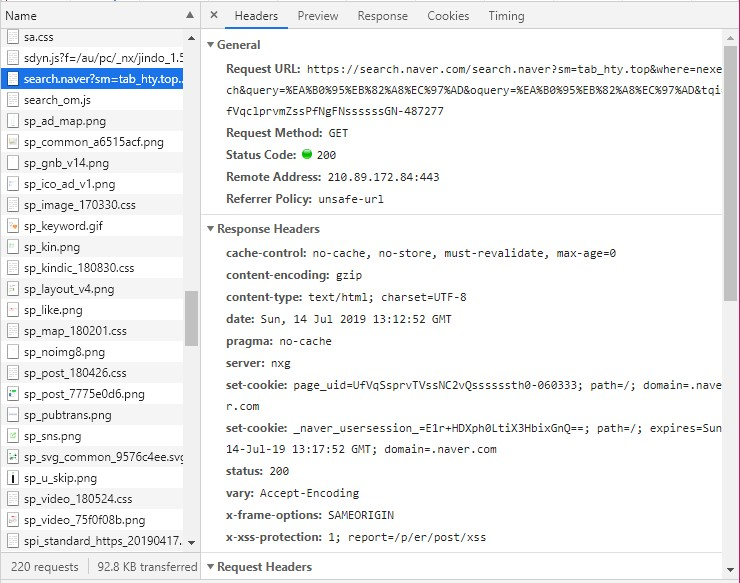 Name
Headers Preview Response Cookies Timing
sa.css
sdyn.js?f=/au/pc/_nx/jindo_1.5
search.naver?sm=tab_hty.top..
search_om.js
sp_ad_map.png
sp_common_a6515acf.png
sp_gnb_v14.png
sp_ico_ad_v1.png
sp_image_170330.css
sp_keyword.gif
sp_kin.png
sp_kindic_180830.css
sp_layout_v4.png
sp_like.png
sp_map_180201.css
sp_noimg8.png
sp_post_180426.css
sp_post_7775e0d6.png
sp_pubtrans.png
sp_sns.png
sp_svg_common_9576c4ee.svg
sp_u_skip.png
sp_video_180524.css
sp_video_75f0f08b.png
spi_standard_https_20190417.
220 requests 92.8 KB transferred
General
Request URL: https://search.naver.com/search.naver?sm=tab_hty.top&where=nexe
ch&query=%EA%B0%95%EB%82%A8%EC%97%AD&oquery=%EA%B0%95%EB%82%A8%EC%97%AD&tqi
fVqclprvmZssPfNgFNssssssGN-487277
Request Method: GET
Status Code: 200
Remote Address: 210.89.172.84:443
Referrer Policy: unsafe-url
Response Headers
cache-control: no-cache, no-store, must-revalidate, max-age=0
content-encoding: gzip
content-type: text/html; charset=UTF-8
date: Sun, 14 Jul 2019 13:12:52 GMT
pragma: no-cache
server: nxg
set-cookie: page_uid=UfVqSsprvTVssNC2vQsssssssth0-060333; path=/; domain=.nave
r.com
set-cookie: _naver_usersession_=E1r+HDXph0LtiX3HbixGnQ==; path=/; expires=Sun
14-Jul-19 13:17:52 GMT; domain=.naver.com
status: 200
vary: Accept-Encoding
x-frame-options: SAMEORIGIN
x-xss-protection: 1; report=/p/er/post/xss
Request Headers